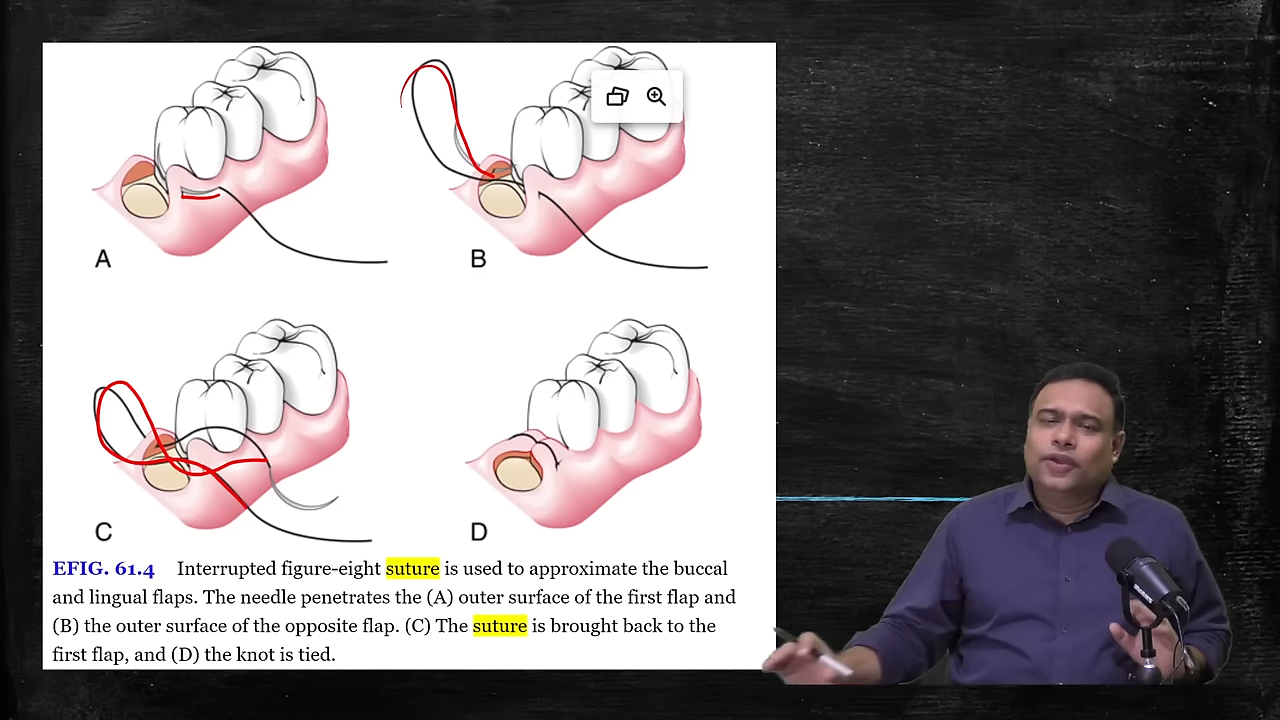 A
B
C
D
EFIG. 61.4 Interrupted figure-eight suture is used to approximate the buccal
and lingual flaps. The needle penetrates the (A) outer surface of the first flap and
(B) the outer surface of the opposite flap. (C) The suture is brought back to the
first flap, and (D) the knot is tied.